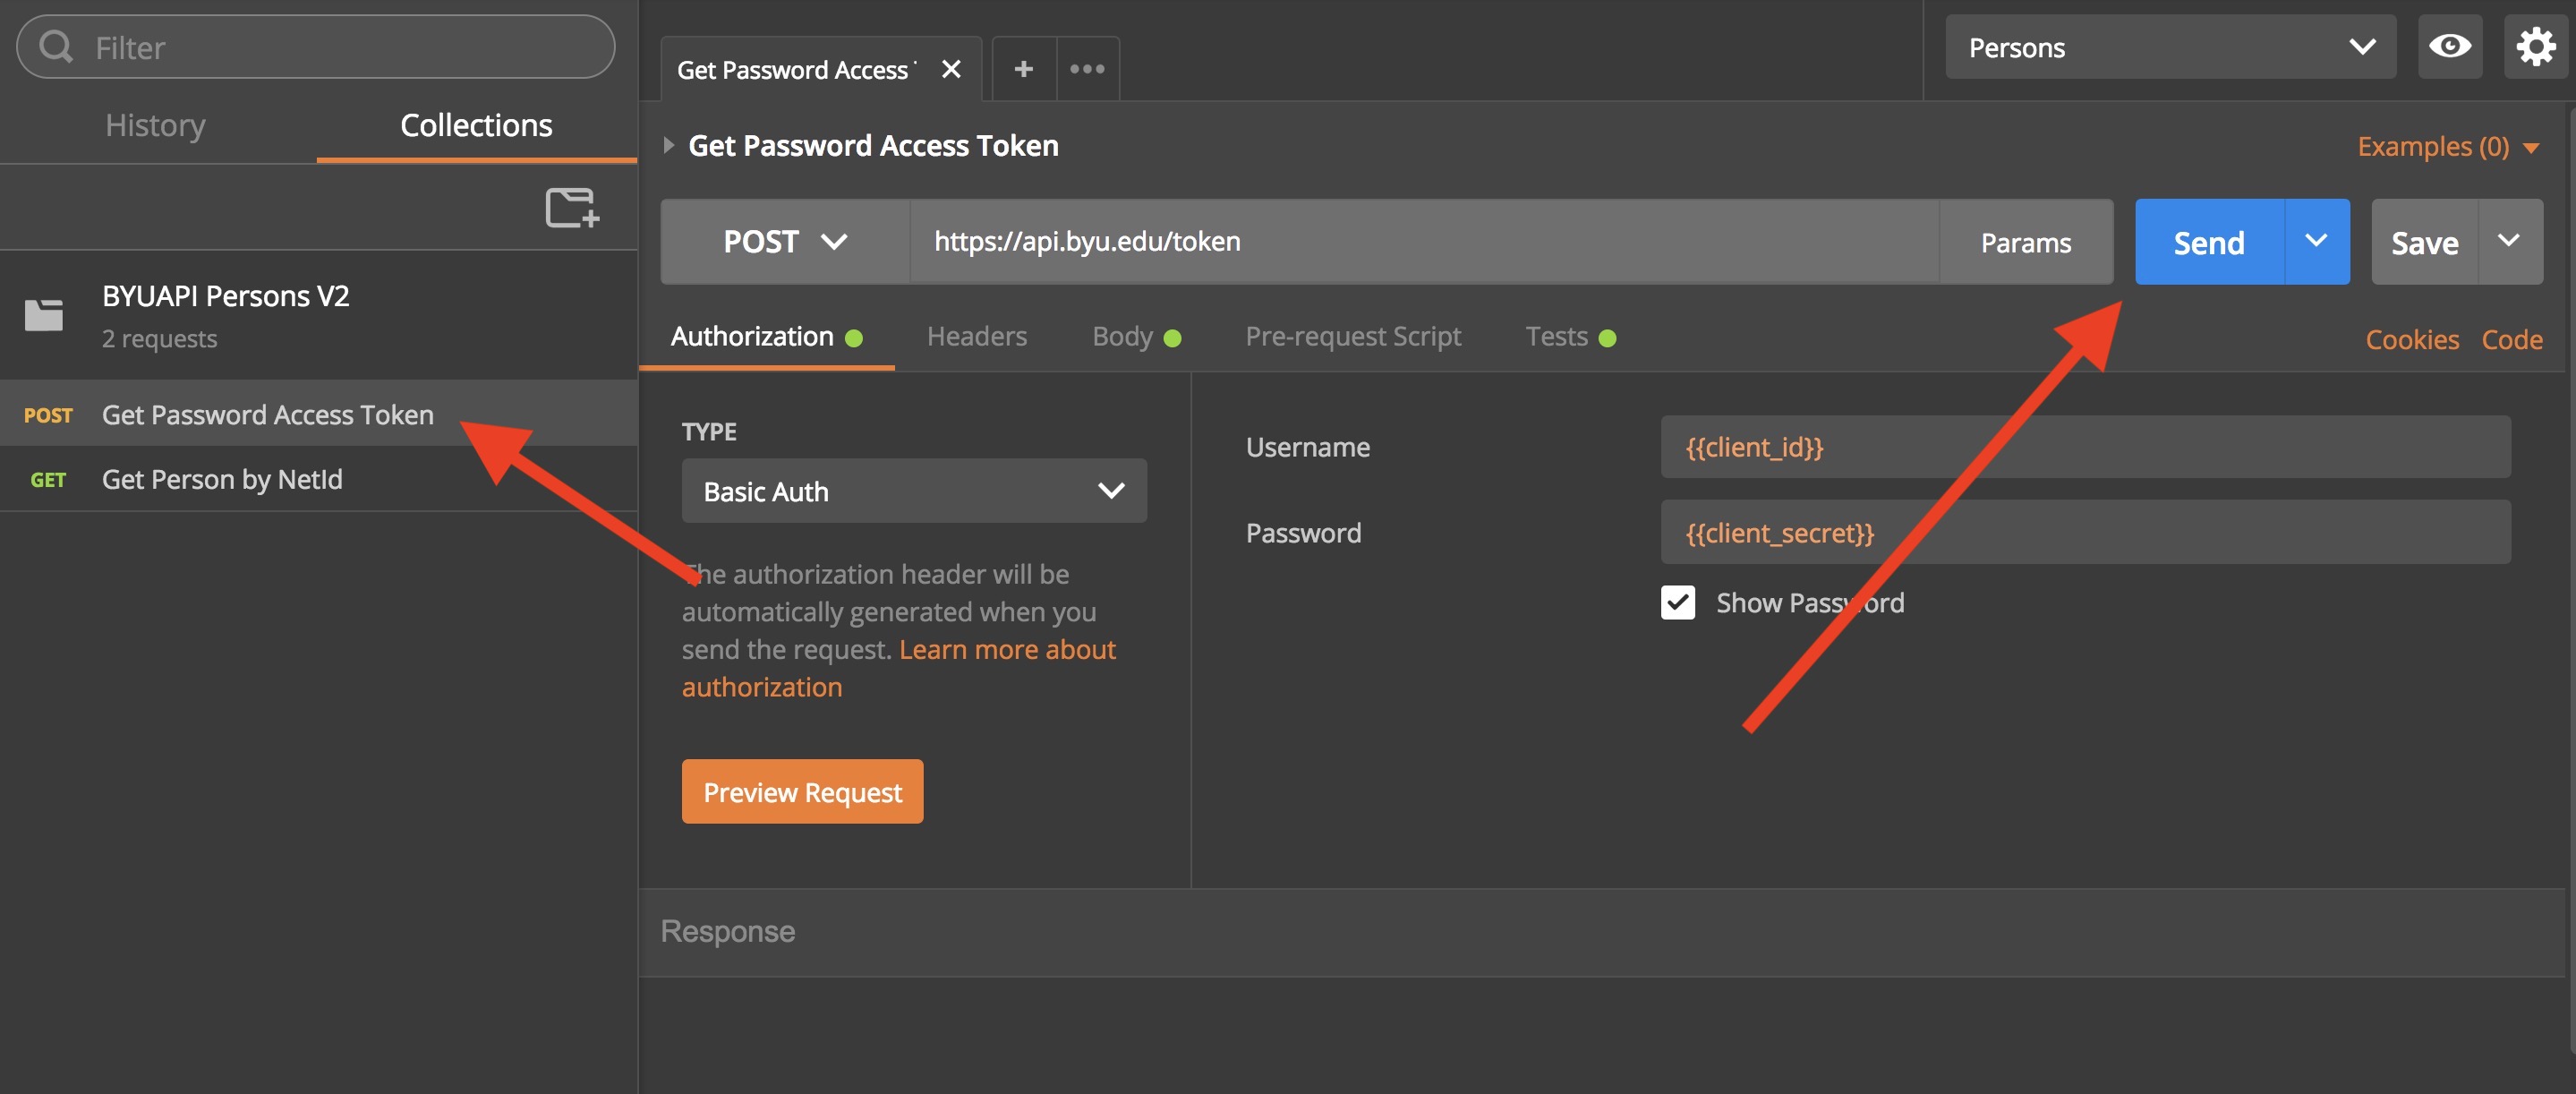 Filter
History
Collections
BYUAPI Persons V2
2 requests
POST Get Password Access Token
GET Get Person by NetId
Get Password Access
Persons
Get Password Access Token
Examples (0)
POST
https://api.byu.edu/token
Params
Send
Save
Authorization
Headers
Body
Pre-request Script
Tests
Cookies
Code
TYPE
Basic Auth
The authorization header will be
automatically generated when you
send the request. Learn more about
authorization
Preview Request
Username
{{client_id}}
Password
{{client_secret}}
Show Password
Response